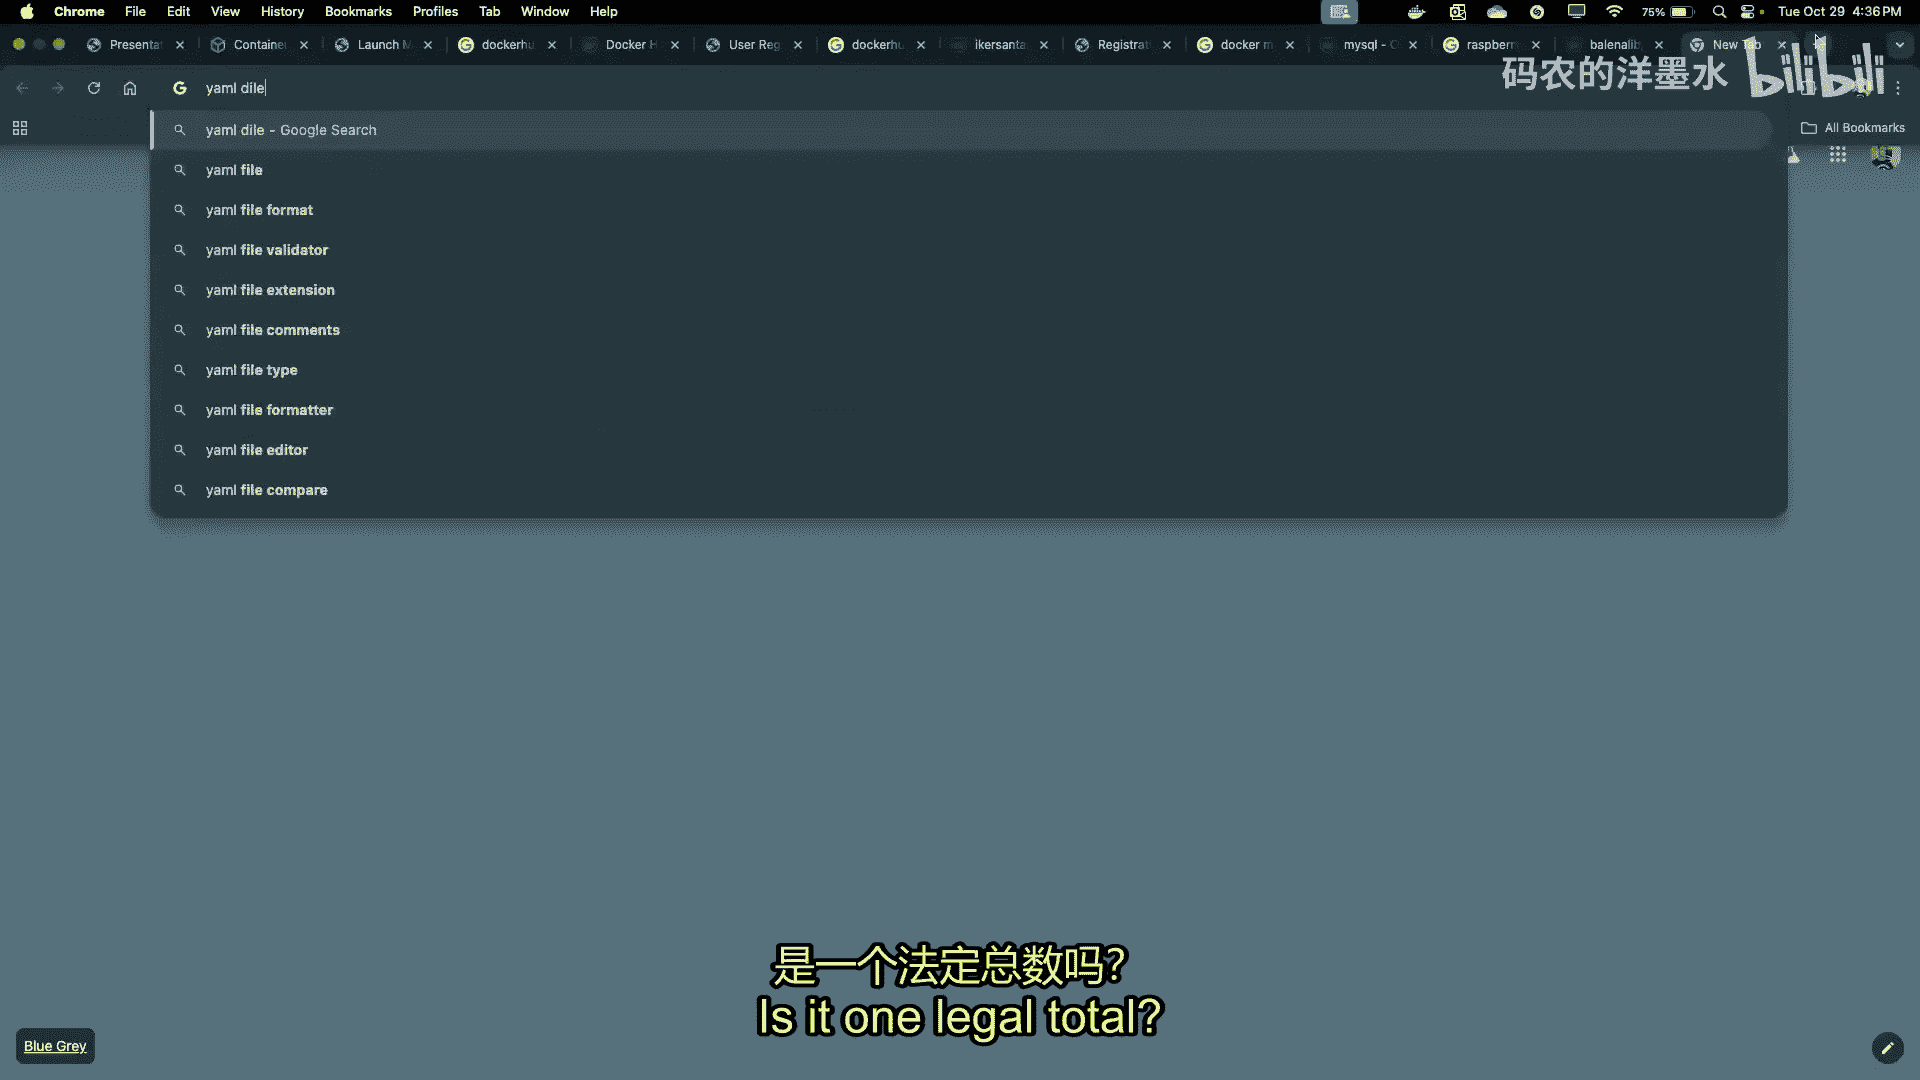 Chrome File Edit View History Bookmarks Profiles Tab Window Help 75% Tue Oct 29 4:36 PM
Presenta Container Launch M dockerhu Docker H User Reg dockerhu ikersanta Registrat docker m mysql - O raspberr balenalib New Tab
码农的洋墨水 bilibili
yaml dile
yaml dile - Google Search
All Bookmarks
yaml file
yaml file format
yaml file validator
yaml file extension
yaml file comments
yaml file type
yaml file formatter
yaml file editor
yaml file compare
是一个法定总数吗?
Is it one legal total?
Blue Grey